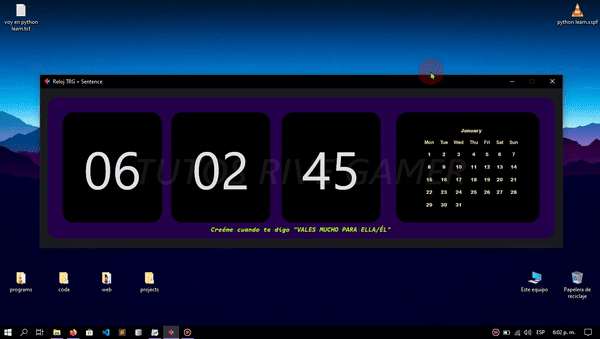 voy en python
learn.txt
python learn.xspf
Reloj TRG + Sentence
06 02 45
TUTOS RIVE GAMER
January
Mon Tue Wed Thu Fri Sat Sun
1 2 3 4 5 6 7
8 9 10 11 12 13 14
15 16 17 18 19 20 21
22 23 24 25 26 27 28
29 30 31
Creéme cuando te digo "VALES MUCHO PARA ELLA/ÉL"
programs
code
web
projects
Este equipo
Papelera de
reciclaje
ESP
6:02 p. m.